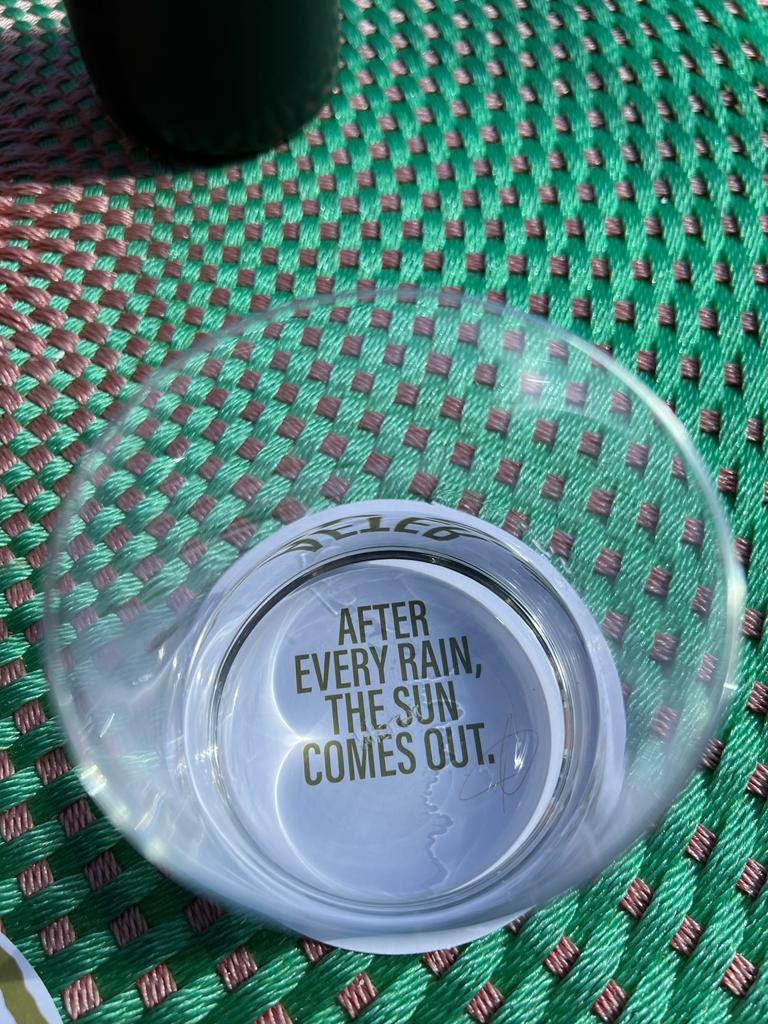 AFTER
EVERY RAIN,
THE SUN
COMES OUT.